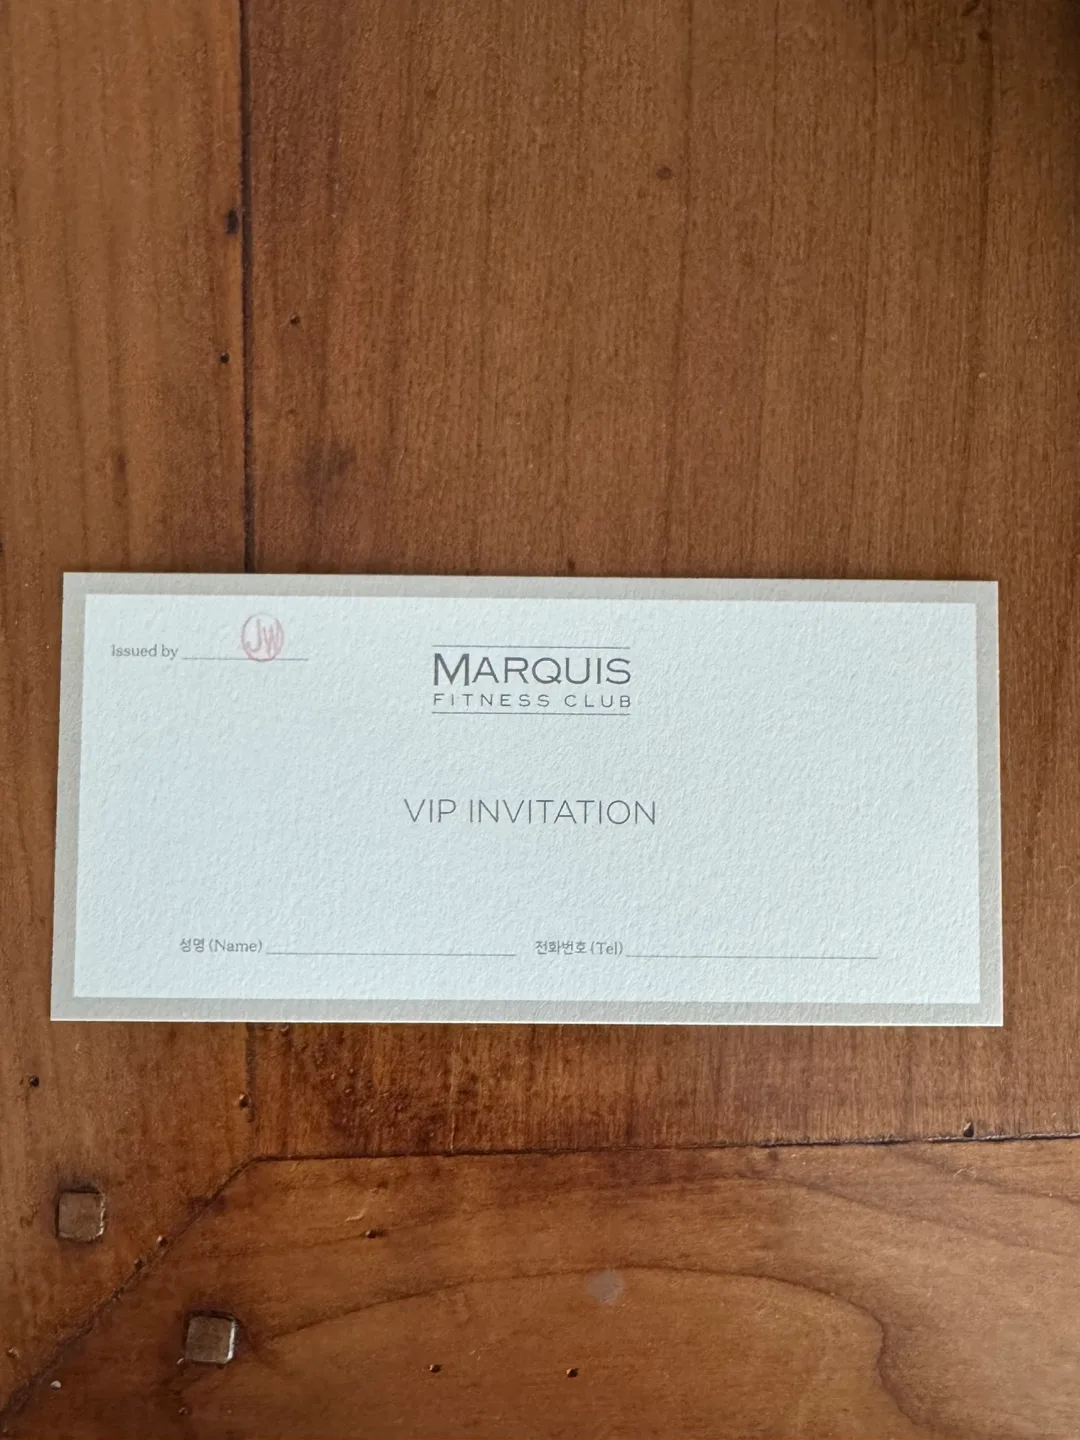 Issued by JW
MARQUIS
FITNESS CLUB
VIP INVITATION
성명 (Name)
전화번호 (Tel)